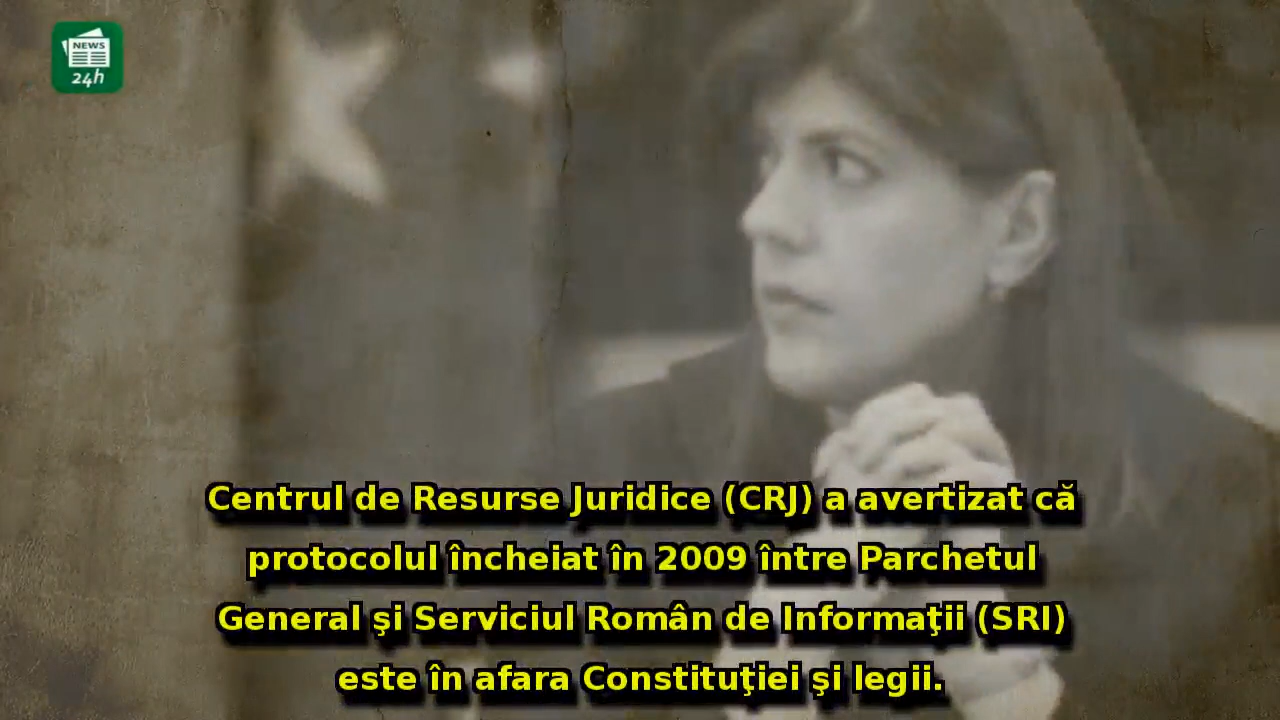 NEWS
24h
Centrul de Resurse Juridice (CRJ) a avertizat că
protocolul încheiat în 2009 între Parchetul
General şi Serviciul Român de Informaţii (SRI)
este în afara Constituţiei şi legii.